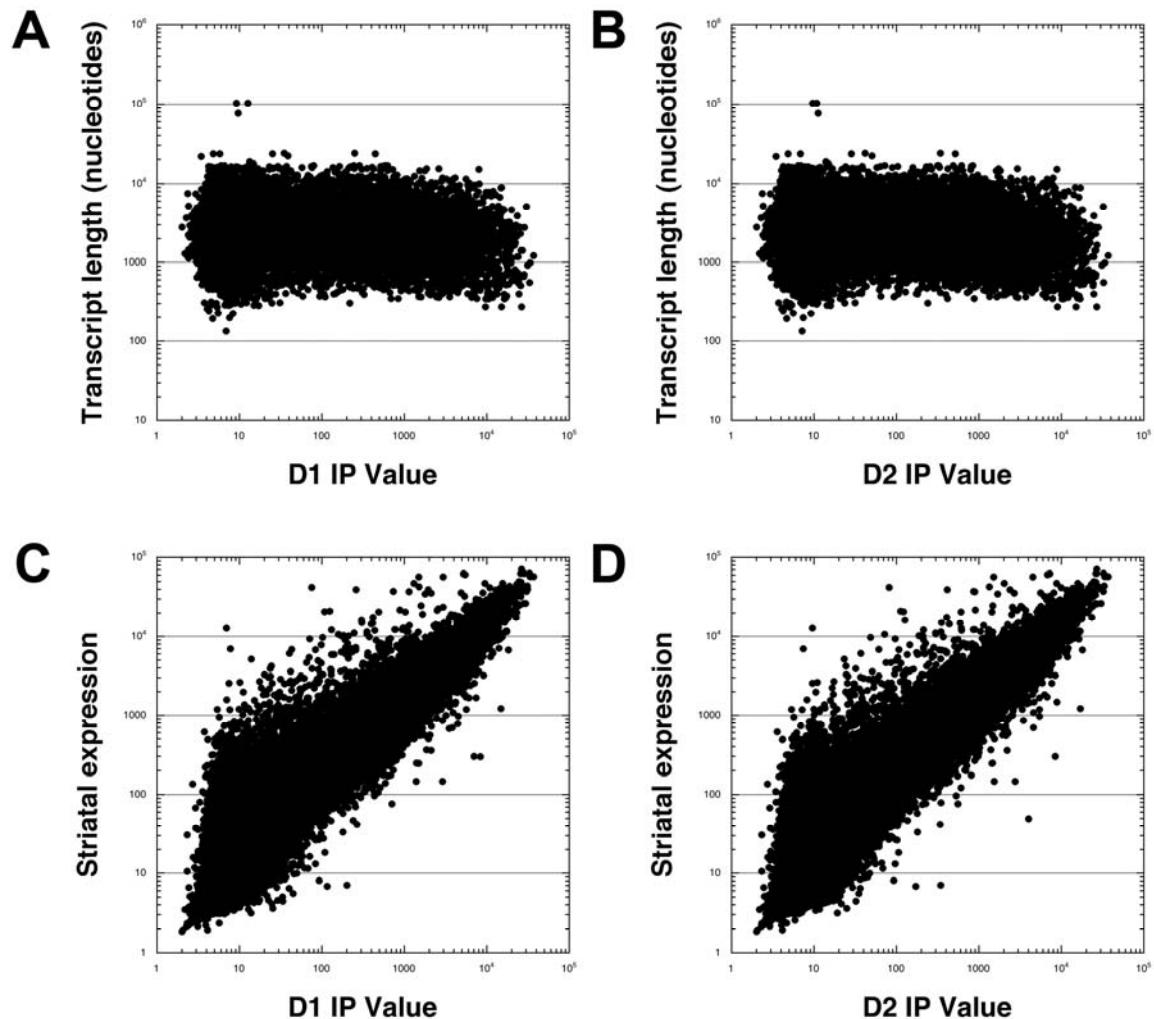 A
Transcript length (nucleotides)
10⁶
10⁵
10⁴
1000
100
10
1 10 100 1000 10⁴ 10⁵
D1 IP Value
B
Transcript length (nucleotides)
10⁶
10⁵
10⁴
1000
100
10
1 10 100 1000 10⁴ 10⁵
D2 IP Value
C
Striatal expression
10⁵
10⁴
1000
100
10
1
1 10 100 1000 10⁴ 10⁵
D1 IP Value
D
Striatal expression
10⁵
10⁴
1000
100
10
1
1 10 100 1000 10⁴ 10⁵
D2 IP Value